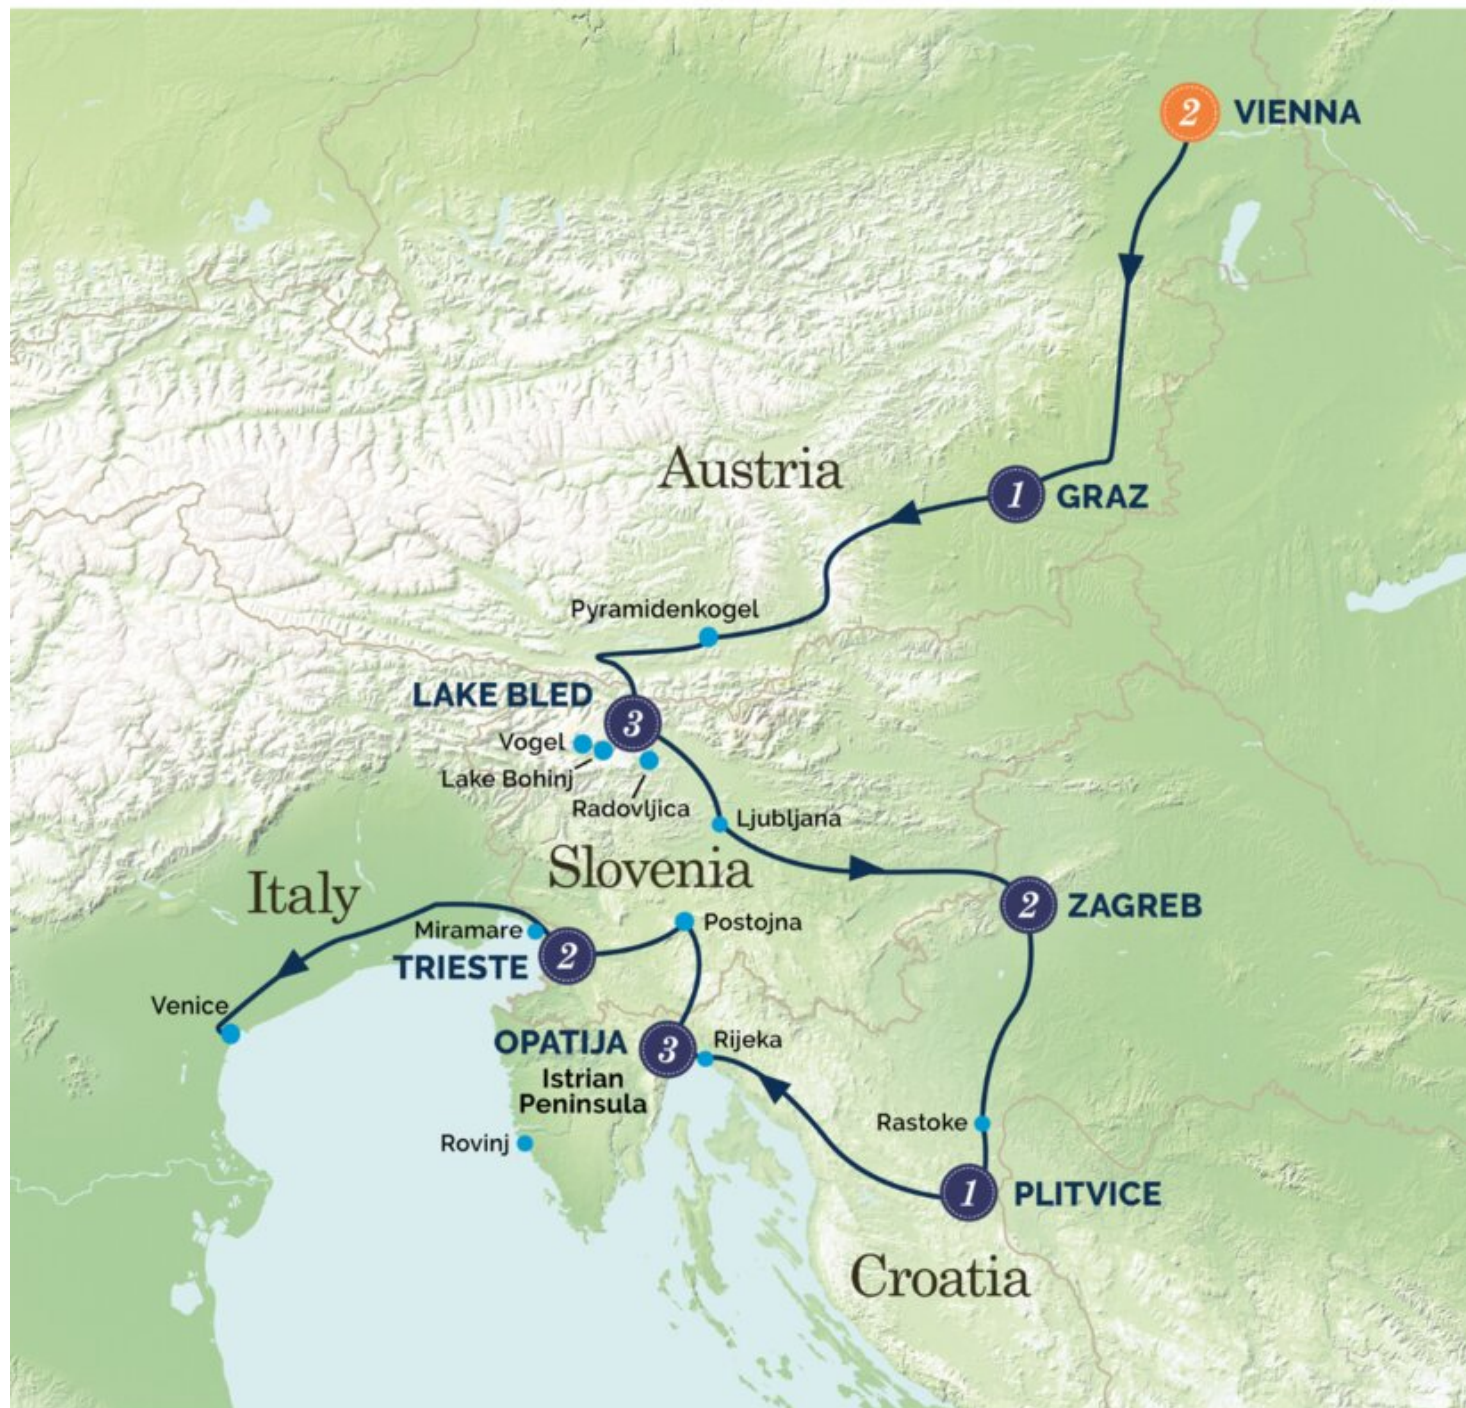 2 VIENNA
Austria
1 GRAZ
Pyramidenkogel
LAKE BLED
3
Vogel
Lake Bohinj
Radovljica
Ljubljana
Slovenia
Italy
2 ZAGREB
Miramare
Postojna
TRIESTE 2
Venice
OPATIJA 3
Rijeka
Istrian
Peninsula
Rastoke
Rovinj
1 PLITVICE
Croatia